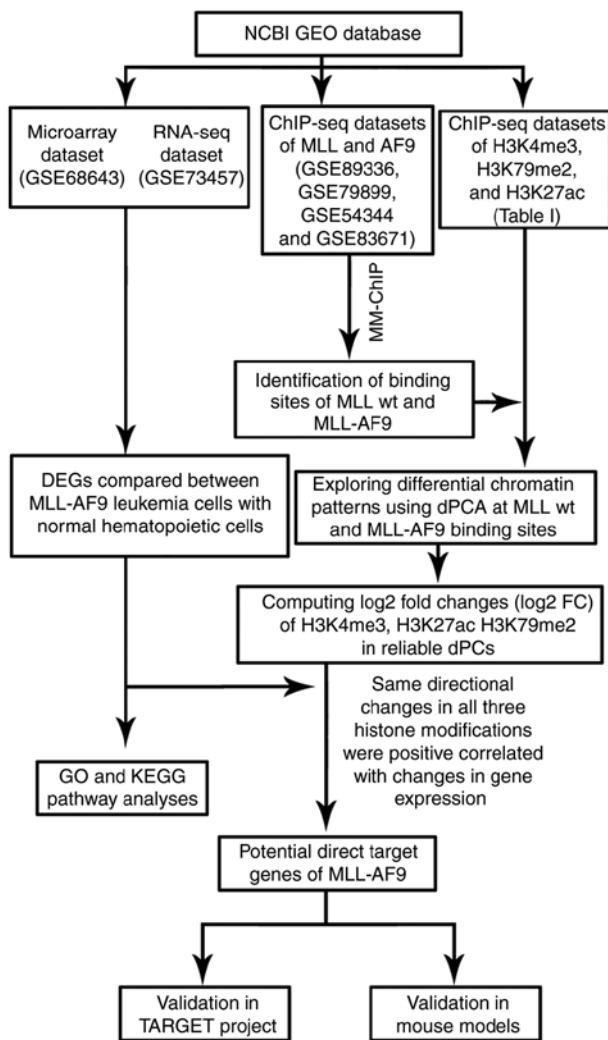 NCBI GEO database
Microarray
dataset
(GSE68643)
RNA-seq
dataset
(GSE73457)
ChIP-seq datasets
of MLL and AF9
(GSE89336,
GSE79899,
GSE54344
and GSE83671)
ChIP-seq datasets
of H3K4me3,
H3K79me2,
and H3K27ac
(Table I)
MM-ChIP
Identification of binding
sites of MLL wt and
MLL-AF9
DEGs compared between
MLL-AF9 leukemia cells with
normal hematopoietic cells
Exploring differential chromatin
patterns using dPCA at MLL wt
and MLL-AF9 binding sites
Computing log2 fold changes (log2 FC)
of H3K4me3, H3K27ac H3K79me2
in reliable dPCs
Same directional
changes in all three
histone modifications
were positive correlated
with changes in gene
expression
GO and KEGG
pathway analyses
Potential direct target
genes of MLL-AF9
Validation in
TARGET project
Validation in
mouse models